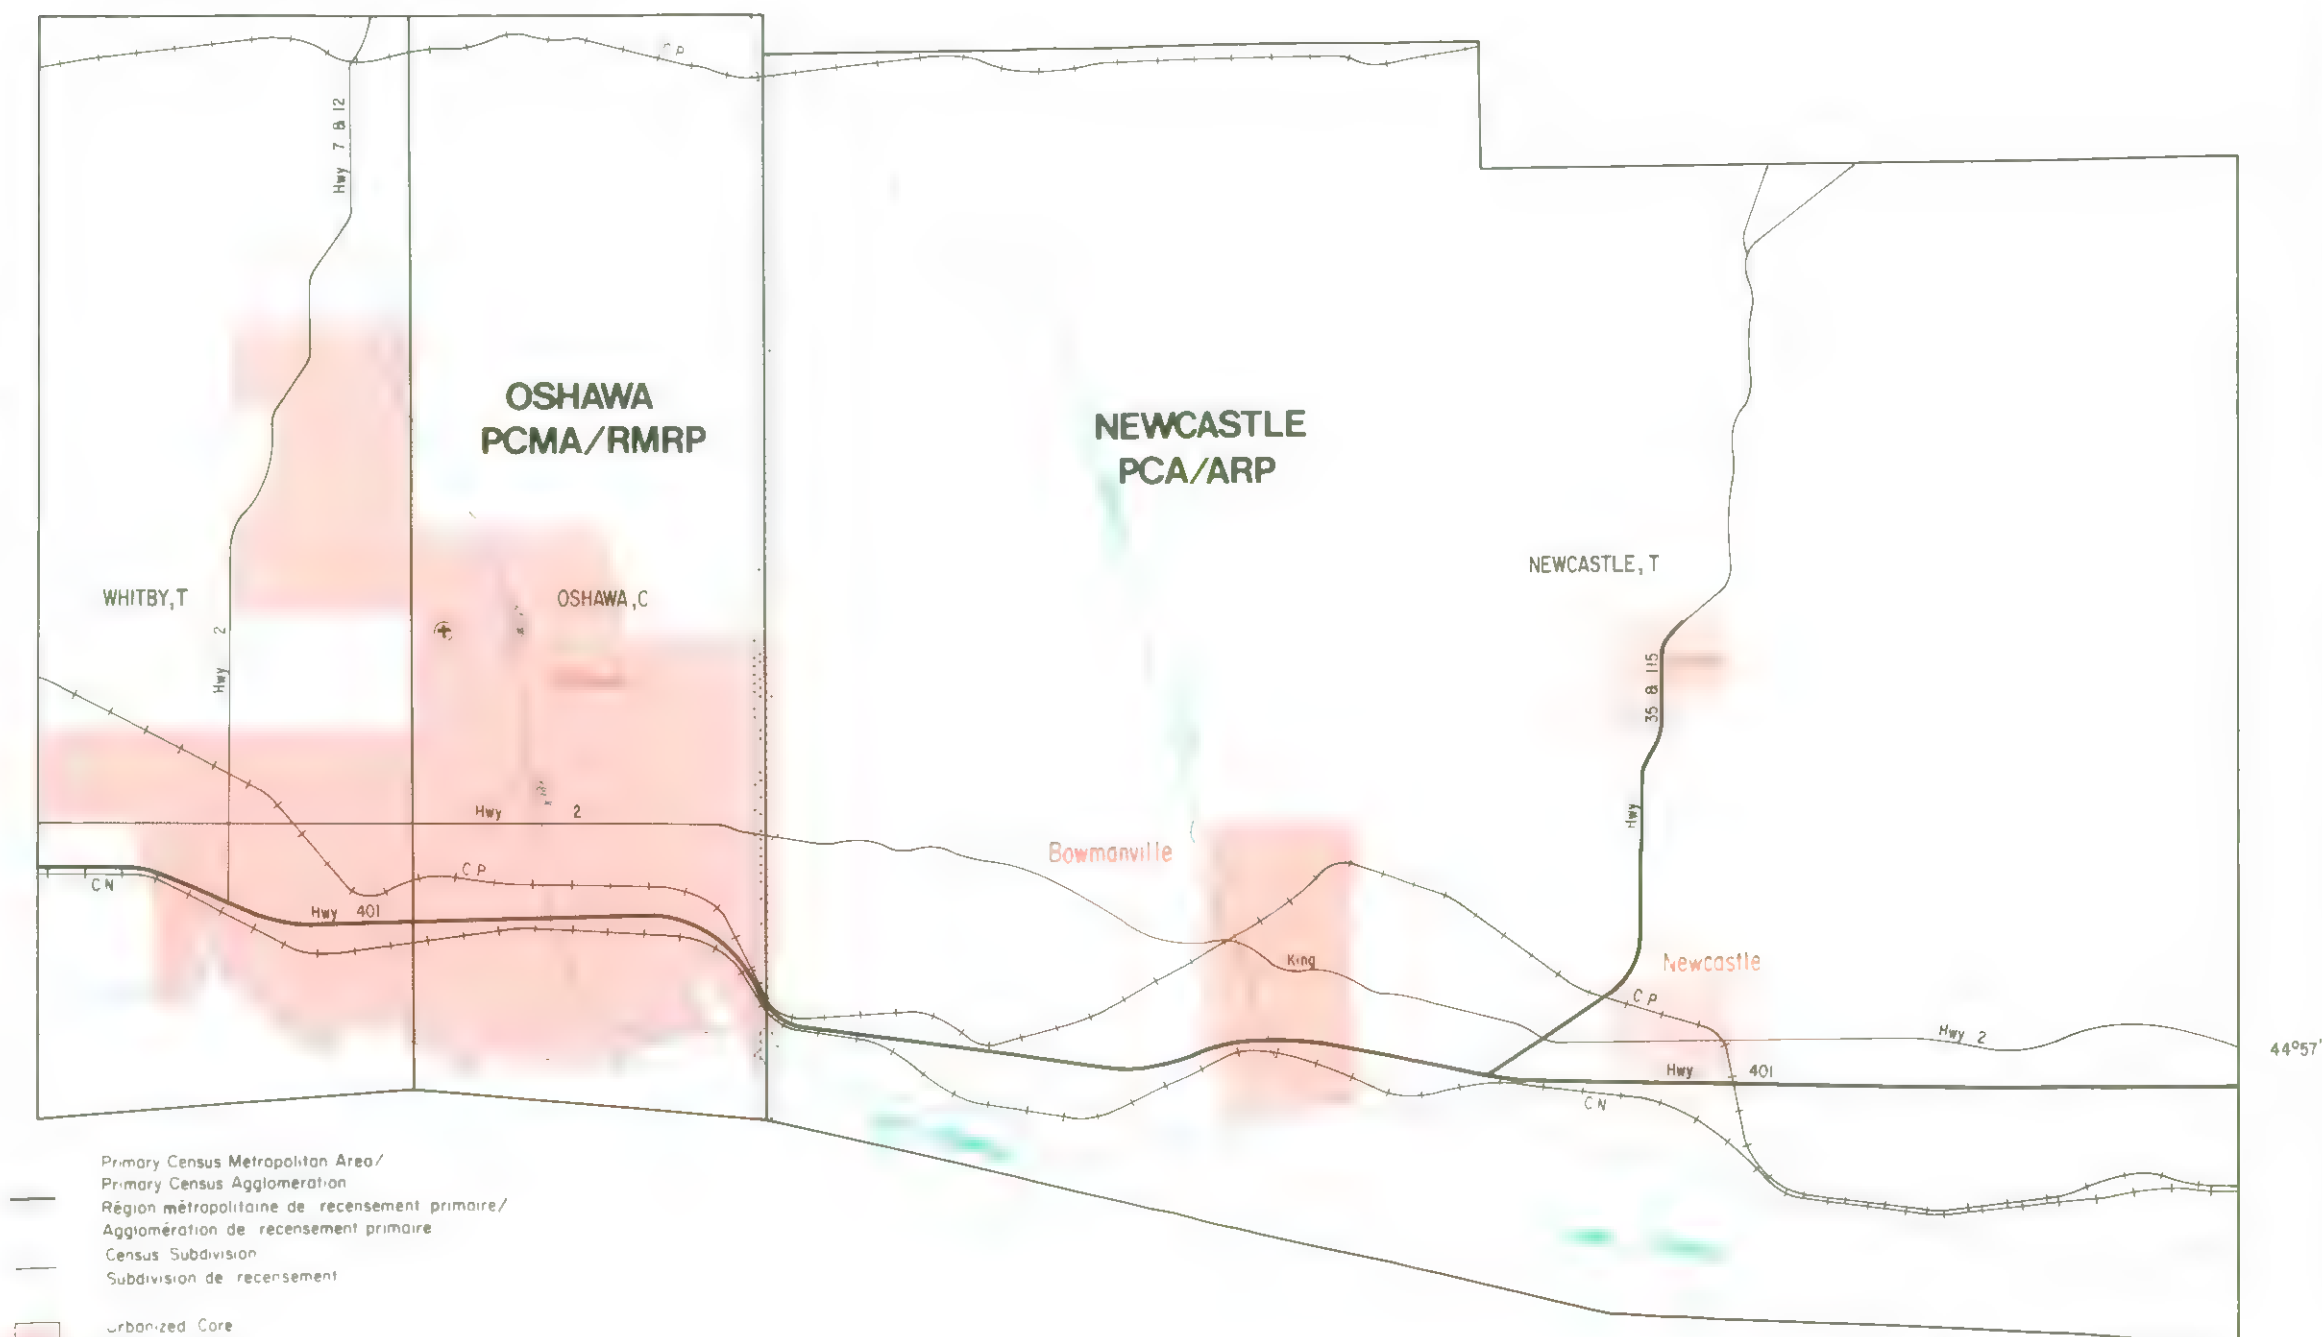 C P
Hwy 7 & 12
OSHAWA
PCMA/RMRP
NEWCASTLE
PCA/ARP
NEWCASTLE, T
WHITBY, T
OSHAWA, C
Hwy 2
35 & 115
Hwy
Hwy 2
Bowmanville
C P
C N
Hwy 401
King
Newcastle
C P
Hwy 2
44°57'
Hwy 401
C N
Primary Census Metropolitan Area/
Primary Census Agglomeration
Région métropolitaine de recensement primaire/
Agglomération de recensement primaire
Census Subdivision
Subdivision de recensement
Urbanized Core